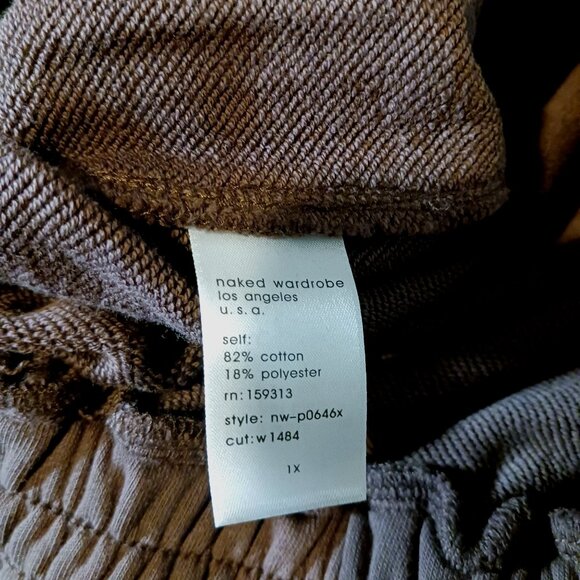 naked wardrobe
los angeles
u.s.a.
self:
82% cotton
18% polyester
rn:159313
style: nw-p0646x
cut:w1484
1X